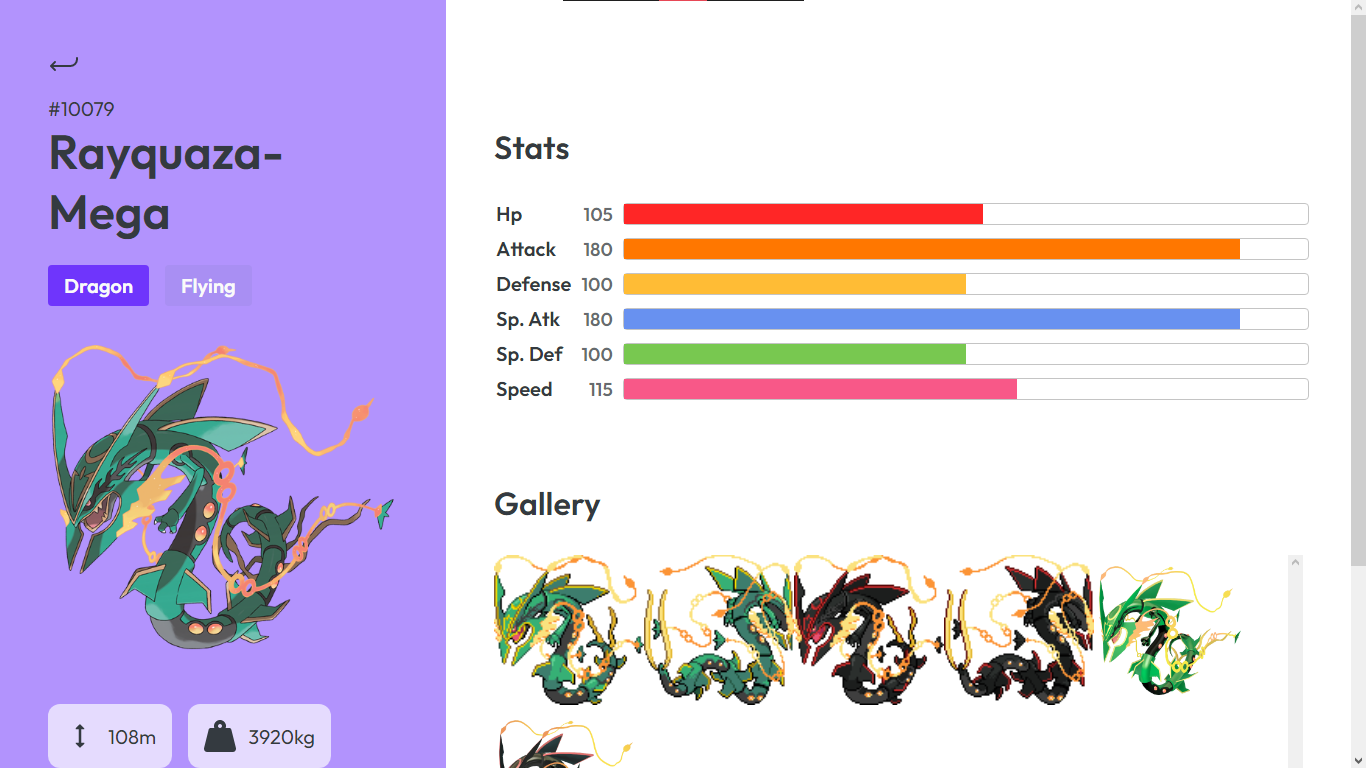 #10079
Rayquaza-
Mega
Dragon Flying
108m 3920kg
Stats
Hp 105
Attack 180
Defense 100
Sp. Atk 180
Sp. Def 100
Speed 115
Gallery